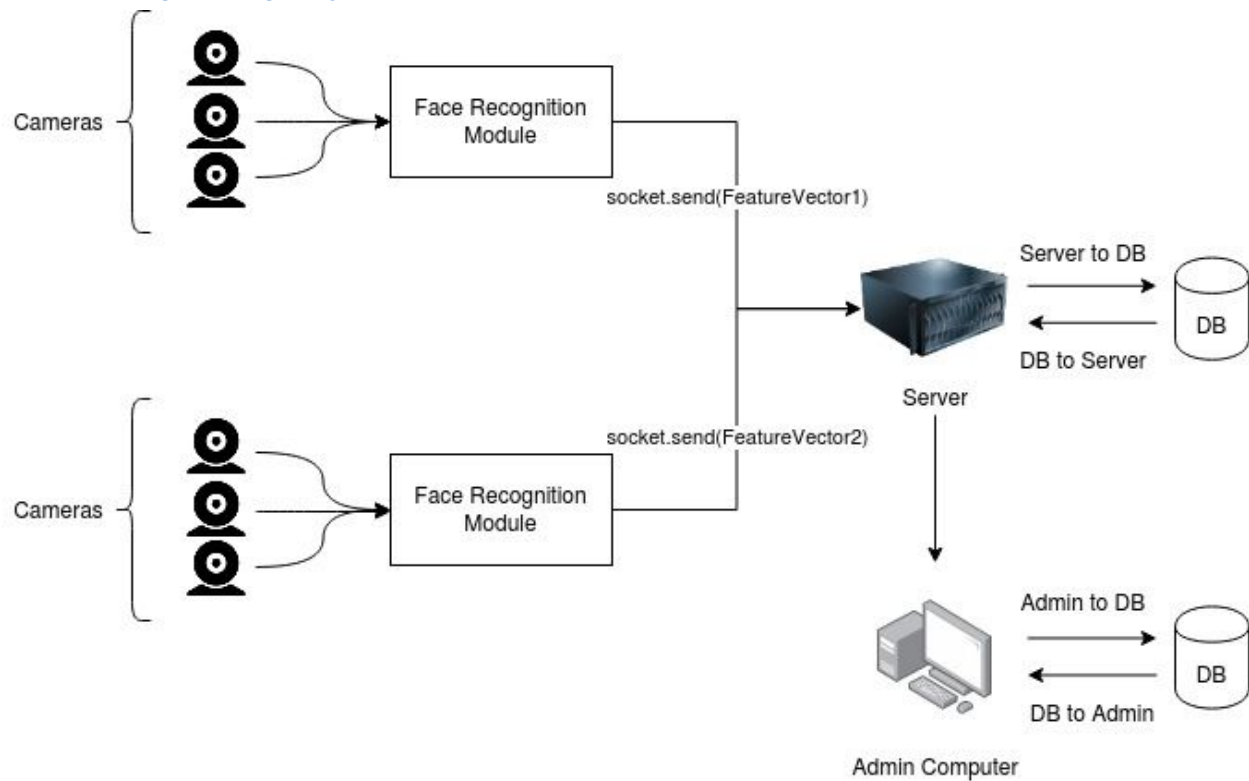 Cameras
Face Recognition
Module
socket.send(FeatureVector1)
Server to DB
DB
DB to Server
Server
socket.send(FeatureVector2)
Cameras
Face Recognition
Module
Admin to DB
DB
DB to Admin
Admin Computer